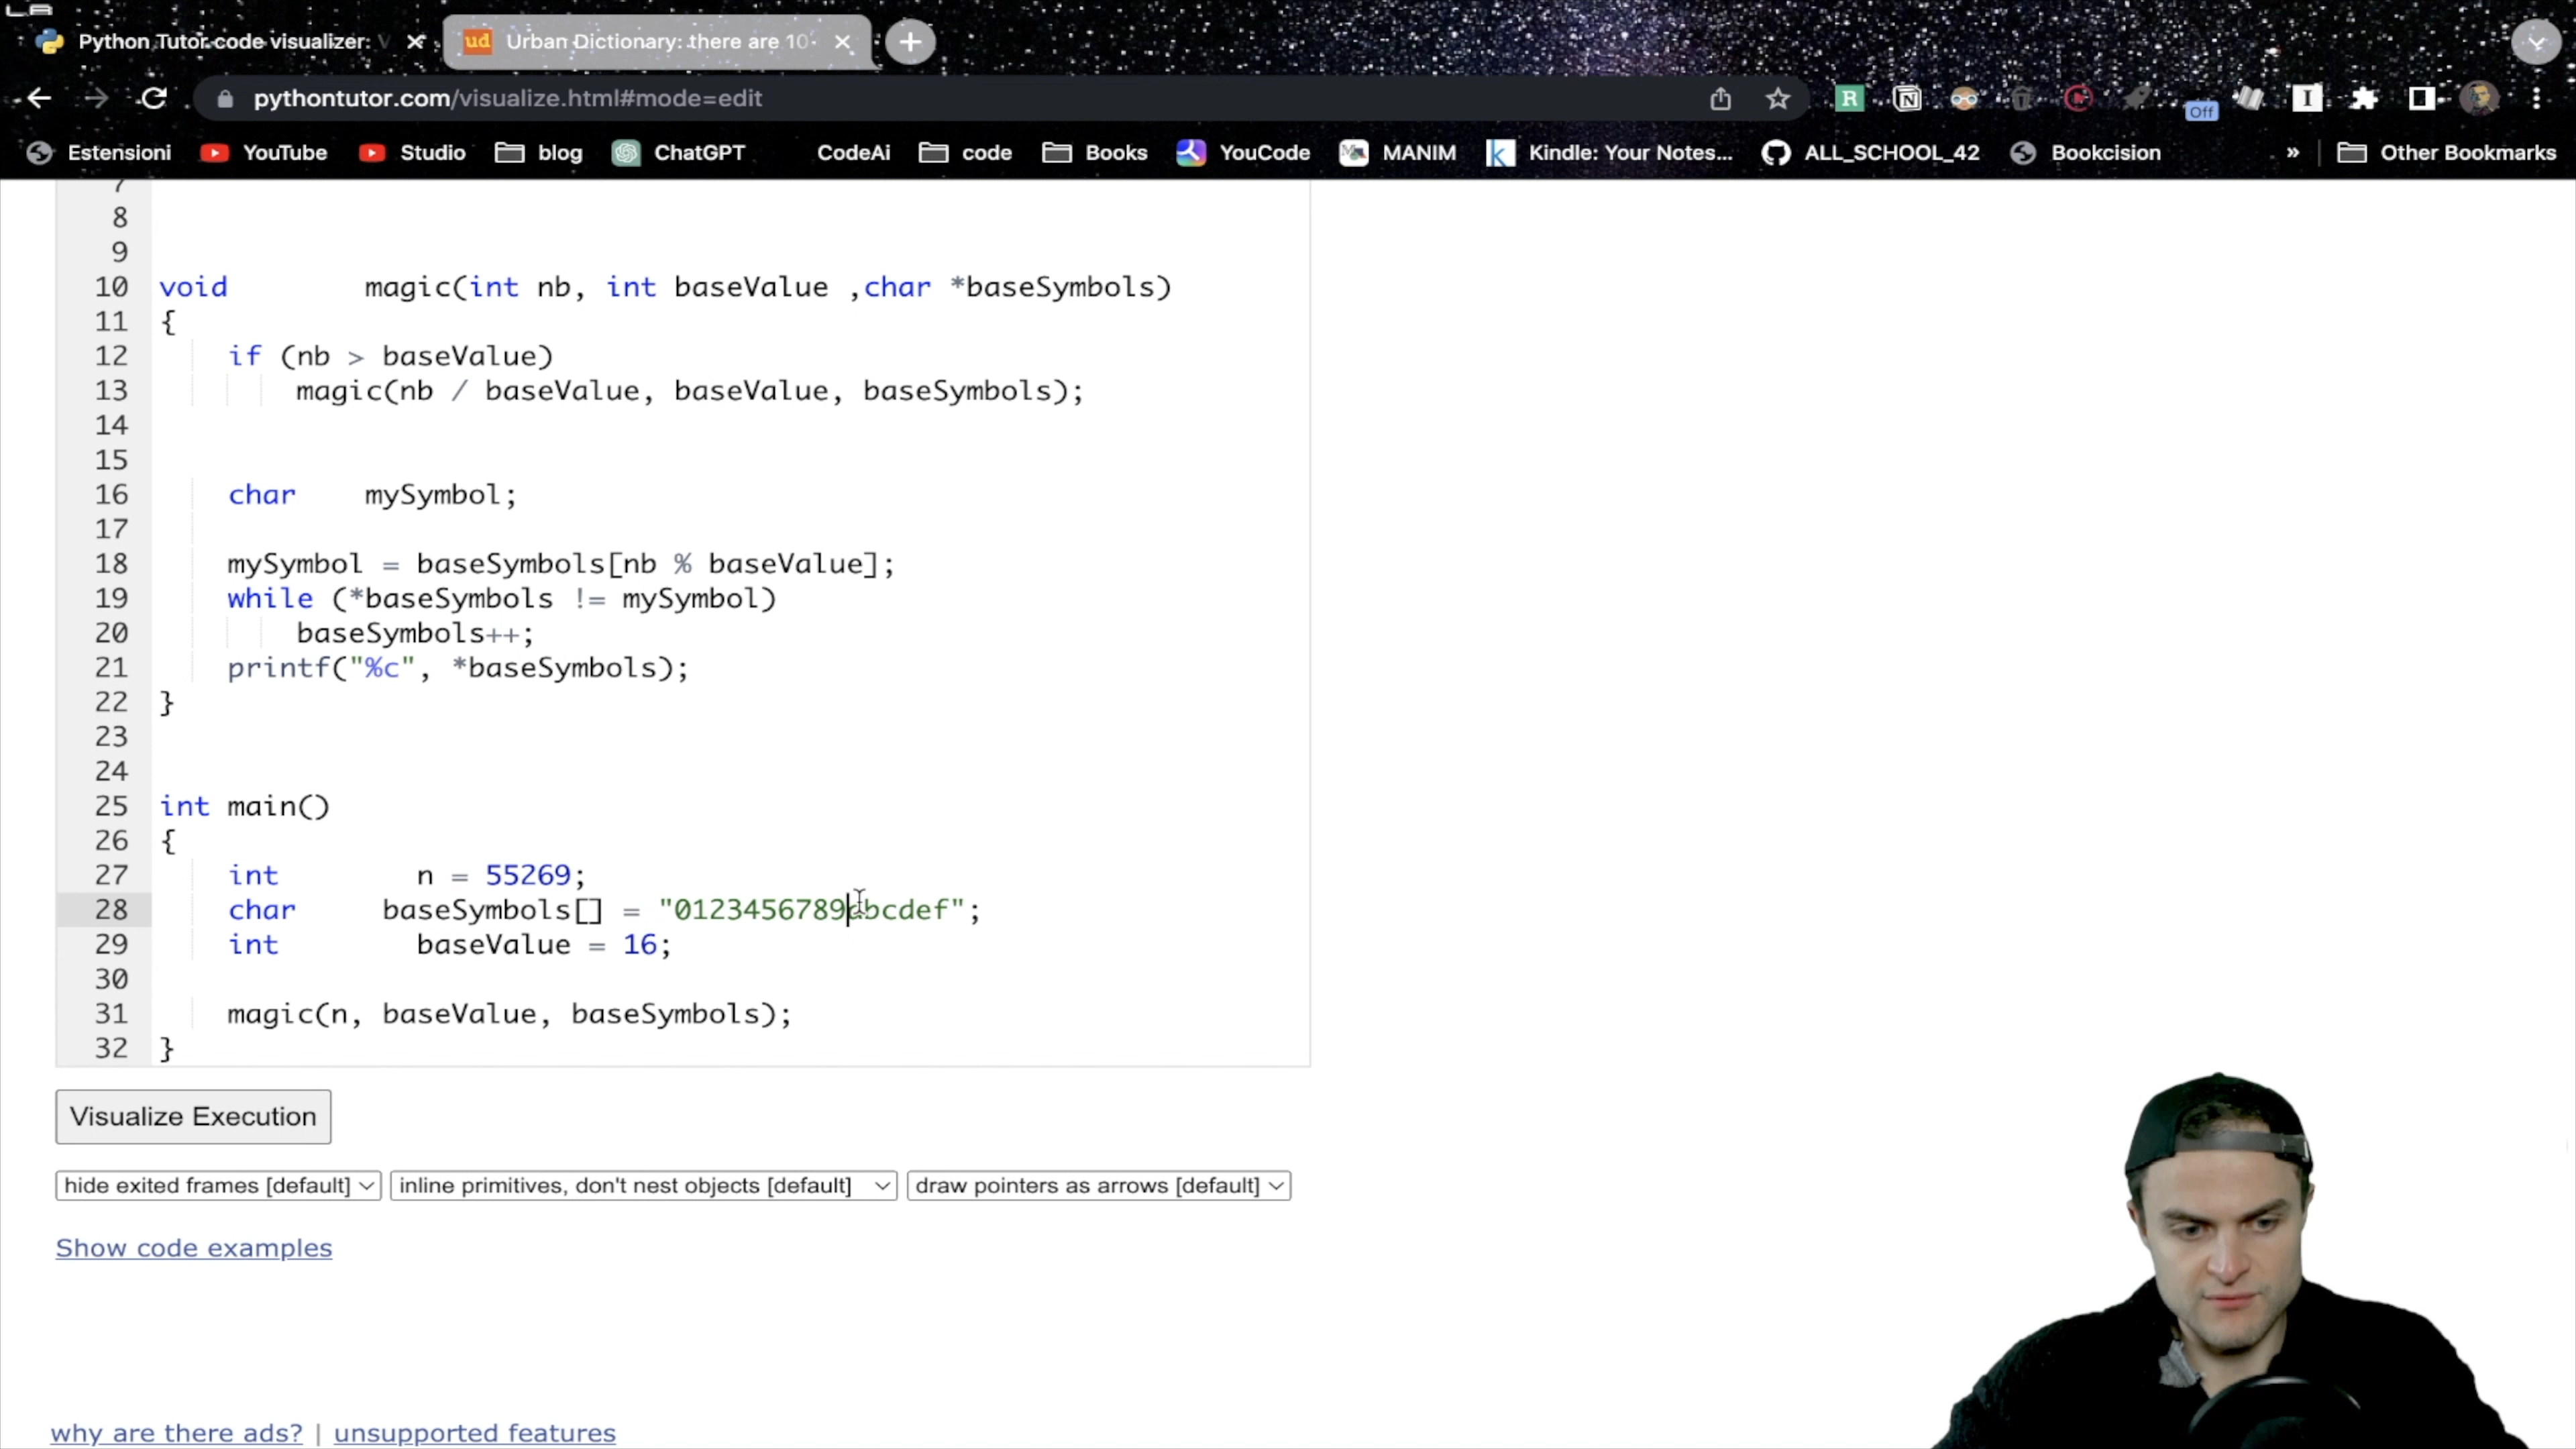 Python Tutor code visualizer: V
Urban Dictionary: there are 10
pythontutor.com/visualize.html#mode=edit
R
N
Off
I
Estensioni
YouTube
Studio
blog
ChatGPT
CodeAi
code
Books
YouCode
MANIM
Kindle: Your Notes...
ALL_SCHOOL_42
Bookcision
»
Other Bookmarks
7
8
9
10 void magic(int nb, int baseValue ,char *baseSymbols)
11 {
12 if (nb > baseValue)
13 magic(nb / baseValue, baseValue, baseSymbols);
14
15
16 char mySymbol;
17
18 mySymbol = baseSymbols[nb % baseValue];
19 while (*baseSymbols != mySymbol)
20 baseSymbols++;
21 printf("%c", *baseSymbols);
22 }
23
24
25 int main()
26 {
27 int n = 55269;
28 char baseSymbols[] = "0123456789abcdef";
29 int baseValue = 16;
30
31 magic(n, baseValue, baseSymbols);
32 }
Visualize Execution
hide exited frames [default]
inline primitives, don't nest objects [default]
draw pointers as arrows [default]
Show code examples
why are there ads? | unsupported features